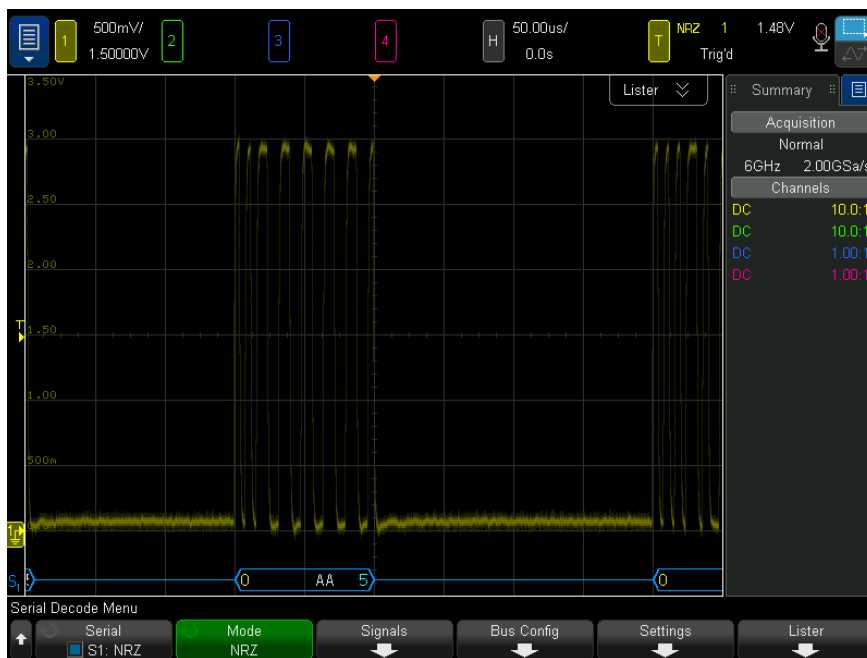 1 500mV/ 2 3 4 H 50.00us/ T NRZ 1 1.48V
1.50000V 0.0s Trig'd
3.50V
Lister
Summary
3.00
Acquisition
Normal
6GHz 2.00GSa/s
2.50
Channels
DC 10.0:1
DC 10.0:1
2.00
DC 1.00:1
DC 1.00:1
T
1.50
1.00
500m
1
S1 0 AA 5 0
Serial Decode Menu
Serial Mode Signals Bus Config Settings Lister
S1: NRZ NRZ